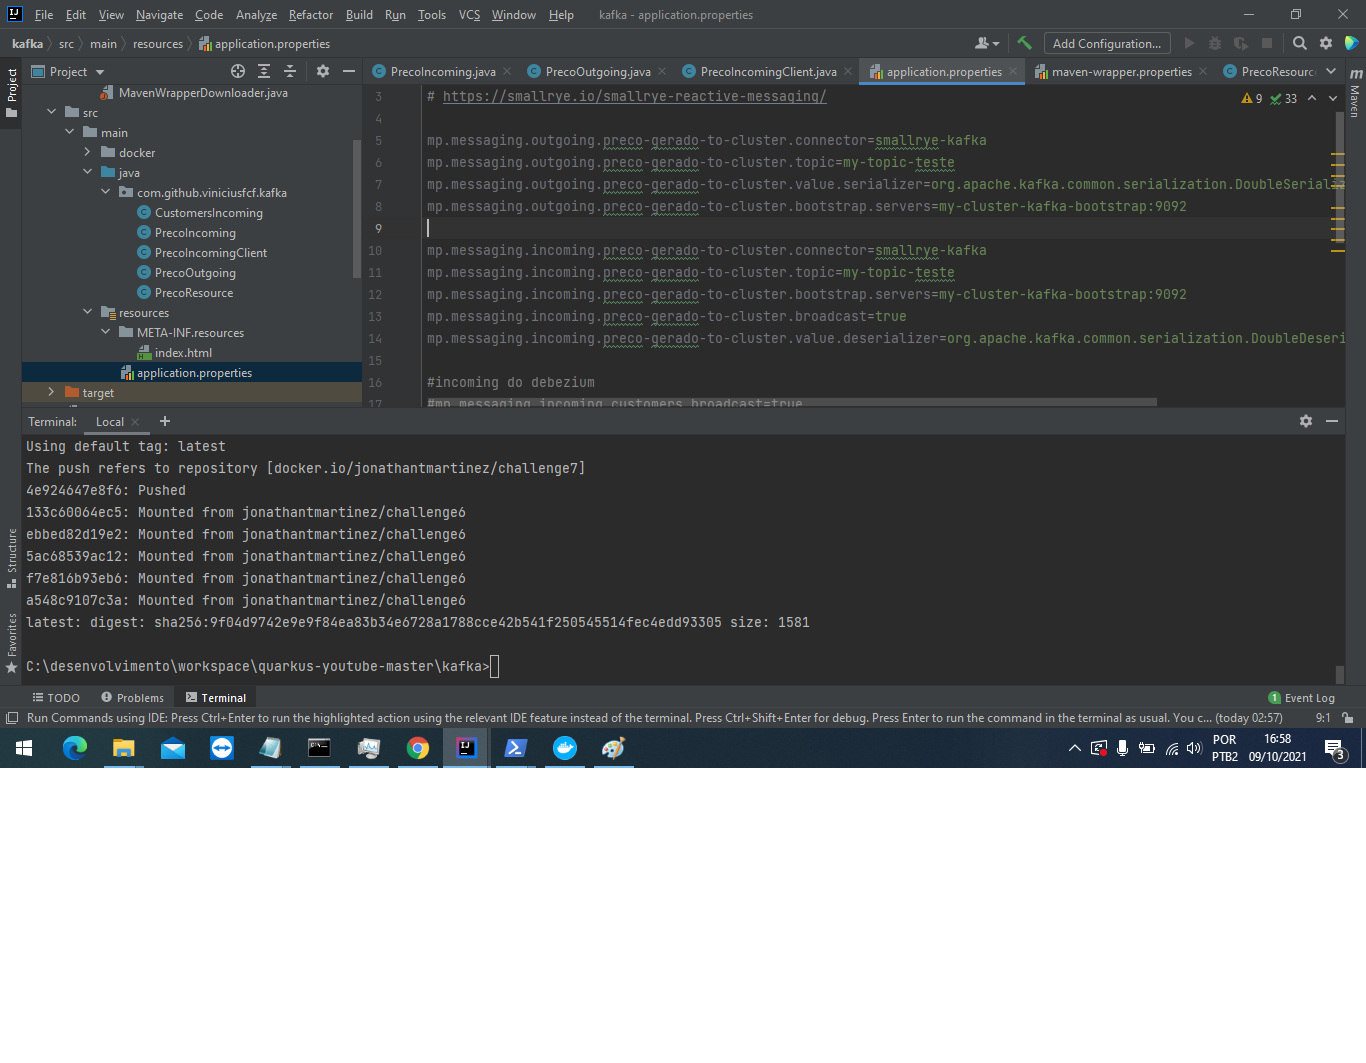 File Edit View Navigate Code Analyze Refactor Build Run Tools VCS Window Help kafka - application.properties
kafka src main resources application.properties Add Configuration...
Project PrecoIncoming.java PrecoOutgoing.java PrecoIncomingClient.java application.properties maven-wrapper.properties PrecoResourc
Project
Maven
MavenWrapperDownloader.java
src
main
docker
java
com.github.viniciusfcf.kafka
CustomersIncoming
PrecoIncoming
PrecoIncomingClient
PrecoOutgoing
PrecoResource
resources
META-INF.resources
index.html
application.properties
target
9 33
3 # https://smallrye.io/smallrye-reactive-messaging/
4
5 mp.messaging.outgoing.preco-gerado-to-cluster.connector=smallrye-kafka
6 mp.messaging.outgoing.preco-gerado-to-cluster.topic=my-topic-teste
7 mp.messaging.outgoing.preco-gerado-to-cluster.value.serializer=org.apache.kafka.common.serialization.DoubleSerializ
8 mp.messaging.outgoing.preco-gerado-to-cluster.bootstrap.servers=my-cluster-kafka-bootstrap:9092
9
10 mp.messaging.incoming.preco-gerado-to-cluster.connector=smallrye-kafka
11 mp.messaging.incoming.preco-gerado-to-cluster.topic=my-topic-teste
12 mp.messaging.incoming.preco-gerado-to-cluster.bootstrap.servers=my-cluster-kafka-bootstrap:9092
13 mp.messaging.incoming.preco-gerado-to-cluster.broadcast=true
14 mp.messaging.incoming.preco-gerado-to-cluster.value.deserializer=org.apache.kafka.common.serialization.DoubleDeseri
15
16 #incoming do debezium
17 #mp.messaging.incoming.customers.broadcast=true
Terminal: Local
Using default tag: latest
The push refers to repository [docker.io/jonathantmartinez/challenge7]
4e924647e8f6: Pushed
133c60064ec5: Mounted from jonathantmartinez/challenge6
ebbed82d19e2: Mounted from jonathantmartinez/challenge6
5ac68539ac12: Mounted from jonathantmartinez/challenge6
f7e816b93eb6: Mounted from jonathantmartinez/challenge6
a548c9107c3a: Mounted from jonathantmartinez/challenge6
latest: digest: sha256:9f04d9742e9e9f84ea83b34e6728a1788cce42b541f250545514fec4edd93305 size: 1581
C:\desenvolvimento\workspace\quarkus-youtube-master\kafka>
Structure
Favorites
TODO Problems Terminal 1 Event Log
Run Commands using IDE: Press Ctrl+Enter to run the highlighted action using the relevant IDE feature instead of the terminal. Press Ctrl+Shift+Enter for debug. Press Enter to run the command in the terminal as usual. You c... (today 02:57) 9:1
POR 16:58
PTB2 09/10/2021 3